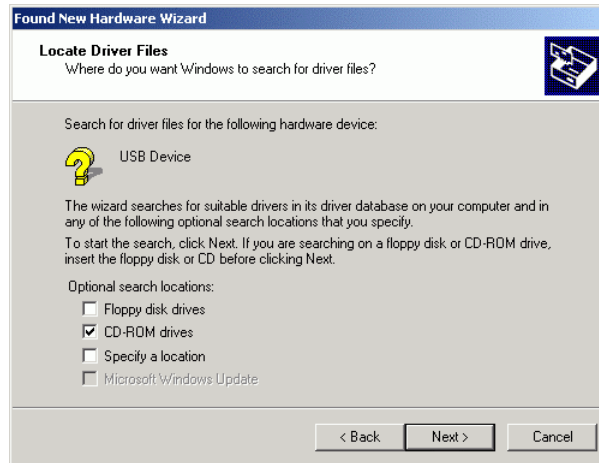 Found New Hardware Wizard
Locate Driver Files
Where do you want Windows to search for driver files?
Search for driver files for the following hardware device:
USB Device
The wizard searches for suitable drivers in its driver database on your computer and in
any of the following optional search locations that you specify.
To start the search, click Next. If you are searching on a floppy disk or CD-ROM drive,
insert the floppy disk or CD before clicking Next.
Optional search locations:
Floppy disk drives
CD-ROM drives
Specify a location
Microsoft Windows Update
< Back Next > Cancel